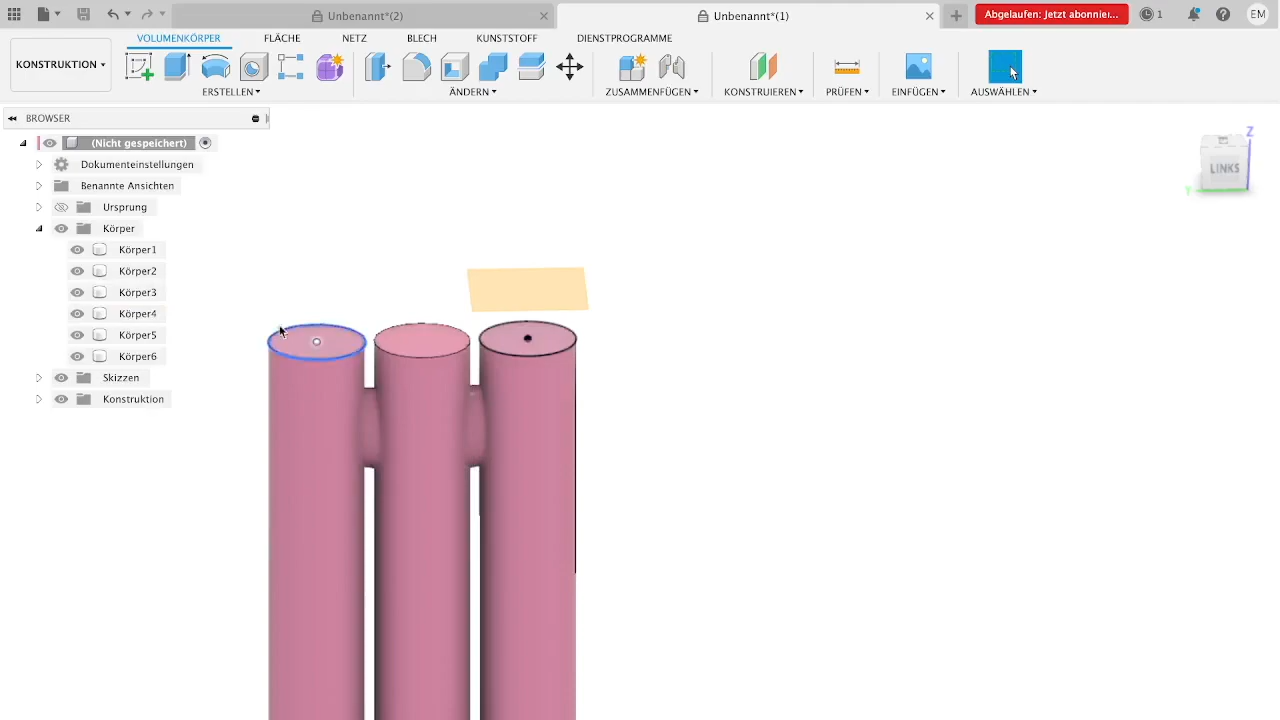 Unbenannt*(2)
Unbenannt*(1)
Abgelaufen: Jetzt abonnie…
1
EM
KONSTRUKTION
VOLUMENKÖRPER
FLÄCHE
NETZ
BLECH
KUNSTSTOFF
DIENSTPROGRAMME
ERSTELLEN
ÄNDERN
ZUSAMMENFÜGEN
KONSTRUIEREN
PRÜFEN
EINFÜGEN
AUSWÄHLEN
BROWSER
(Nicht gespeichert)
Dokumenteinstellungen
Benannte Ansichten
Ursprung
Körper
Körper1
Körper2
Körper3
Körper4
Körper5
Körper6
Skizzen
Konstruktion
Z
LINKS
Y